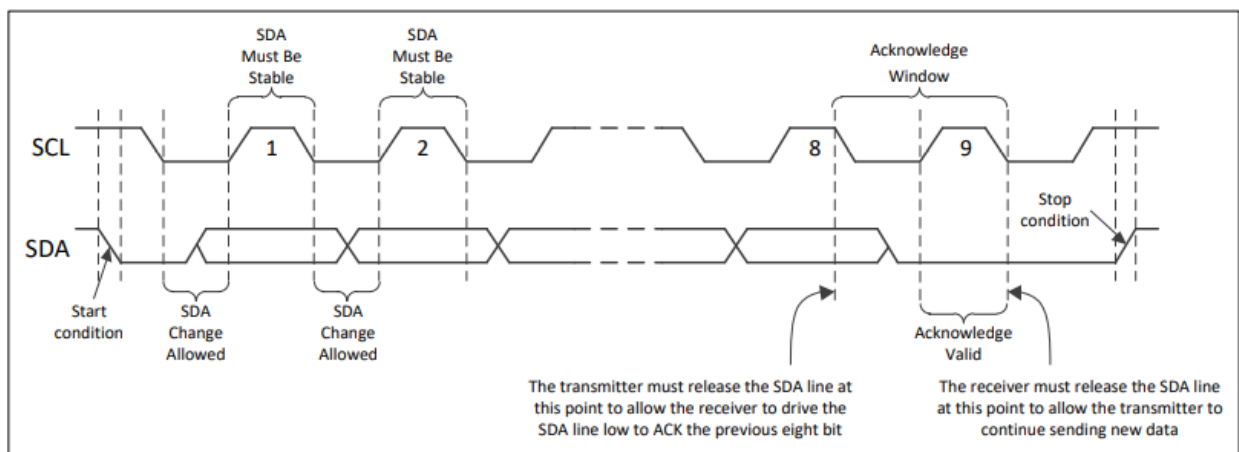 SDA
Must Be
Stable
SDA
Must Be
Stable
Acknowledge
Window
SCL
1
2
8
9
Stop
condition
SDA
Start
condition
SDA
Change
Allowed
SDA
Change
Allowed
Acknowledge
Valid
The transmitter must release the SDA line at
this point to allow the receiver to drive the
SDA line low to ACK the previous eight bit
The receiver must release the SDA line
at this point to allow the transmitter to
continue sending new data